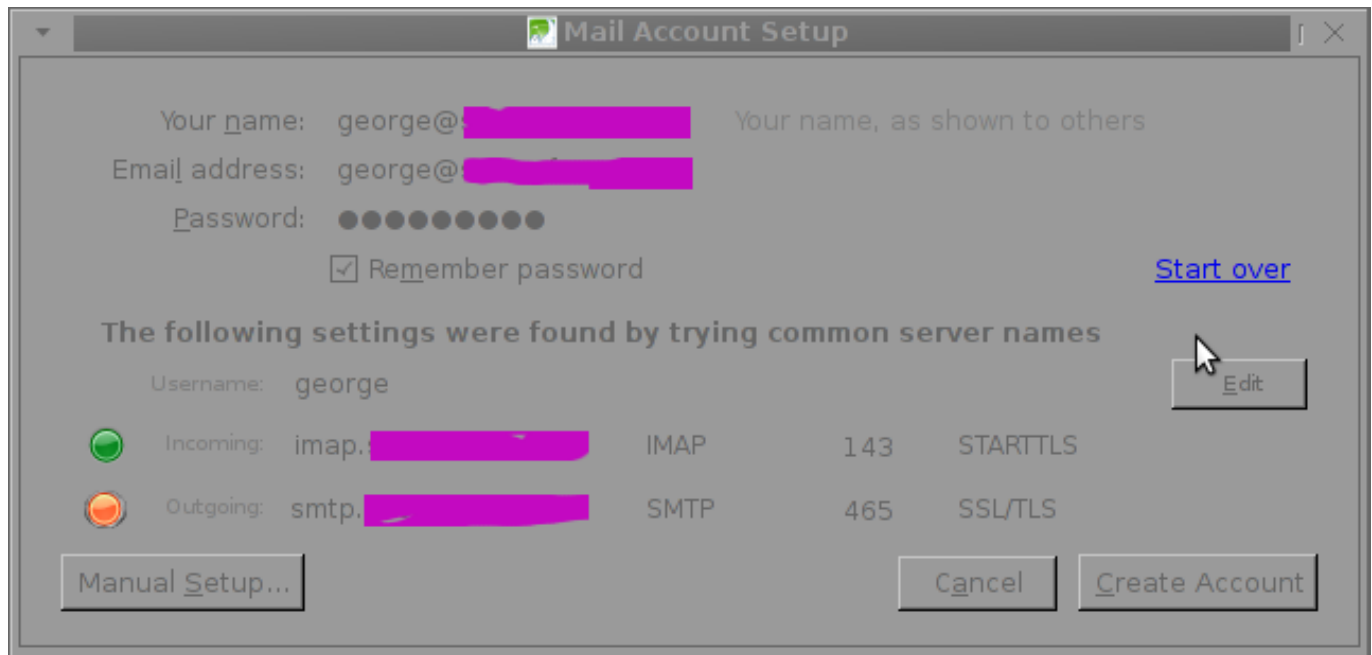 Mail Account Setup
Your name: george@ Your name, as shown to others
Email address: george@
Password: ●●●●●●●●●
Remember password
Start over
The following settings were found by trying common server names
Username: george
Edit
Incoming: imap. IMAP 143 STARTTLS
Outgoing: smtp. SMTP 465 SSL/TLS
Manual Setup... Cancel Create Account